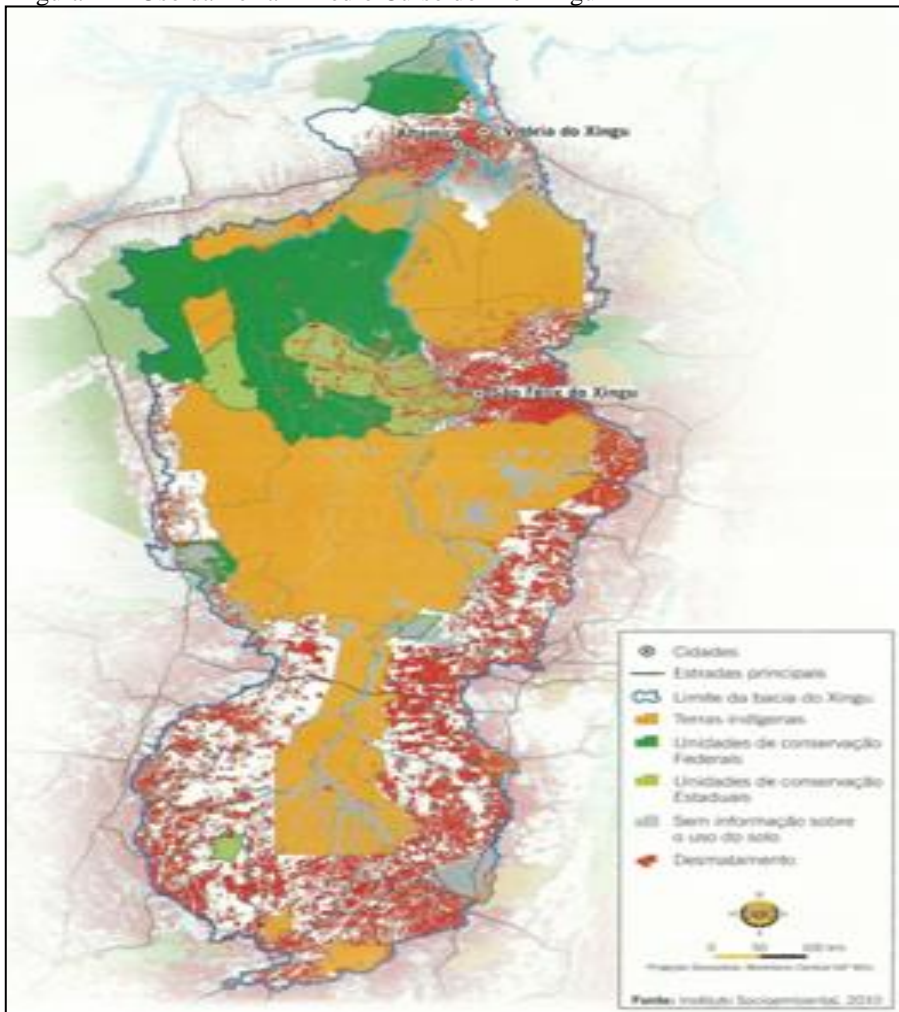 Vitória do Xingu
São Félix do Xingu
Cidades
Estradas principais
Limite da bacia do Xingu
Terras indígenas
Unidades de conservação
Federais
Unidades de conservação
Estaduais
Sem informação sobre
o uso do solo
Desmatamento
0 50 100 km
Fonte: Instituto Socioambiental, 2010